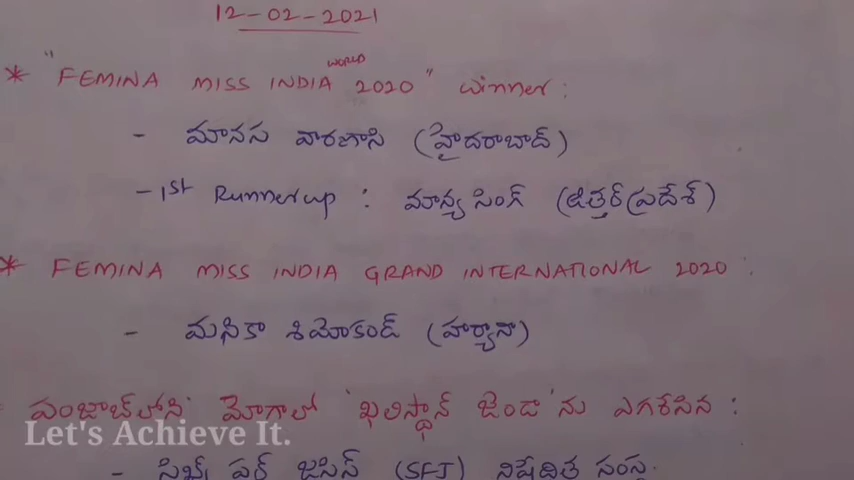 12-02-2021
* "FEMINA MISS INDIA WORLD 2020" winner:
- మానస వారణాసి (హైదరాబాద్)
- 1st Runnerup : మాన్య సింగ్ (ఉత్తర్ ప్రదేశ్)
* FEMINA MISS INDIA GRAND INTERNATIONAL 2020 :
- మనికా శిమోకండ్ (హర్యానా)
పంజాబ్‌లోని మోగాలో 'ఖలిస్థాన్ జెండా'ను ఎగరేసిన :
Let's Achieve It.
- సిఖ్స్ ఫర్ జస్టిస్ (SFJ) నిషేధిత సంస్థ